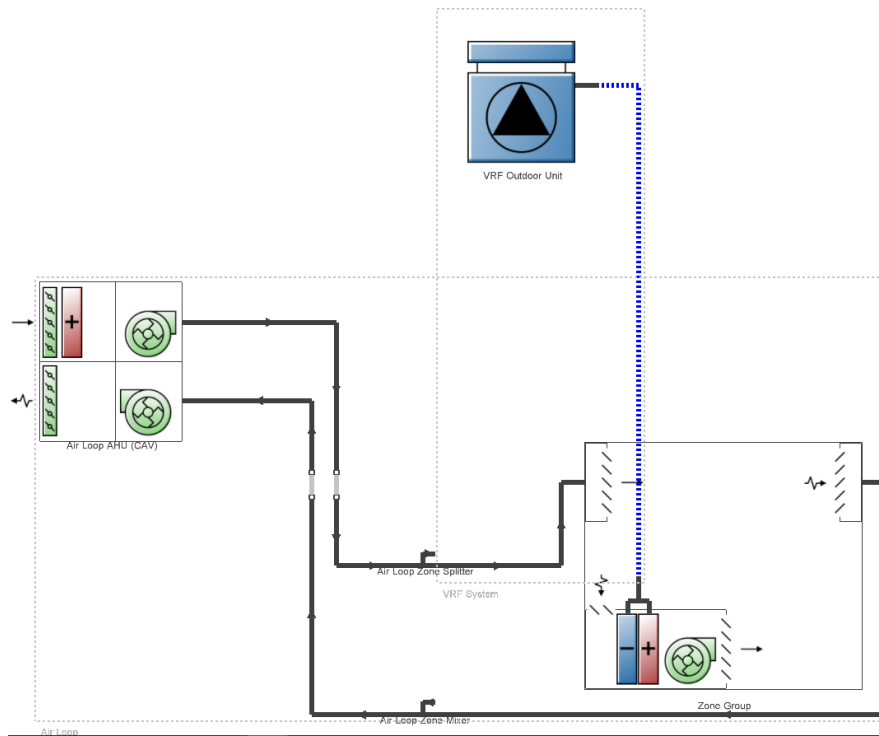 VRF Outdoor Unit
Air Loop AHU (CAV)
Air Loop Zone Splitter
VRF System
Zone Group
Air Loop Zone Mixer
Air Loop